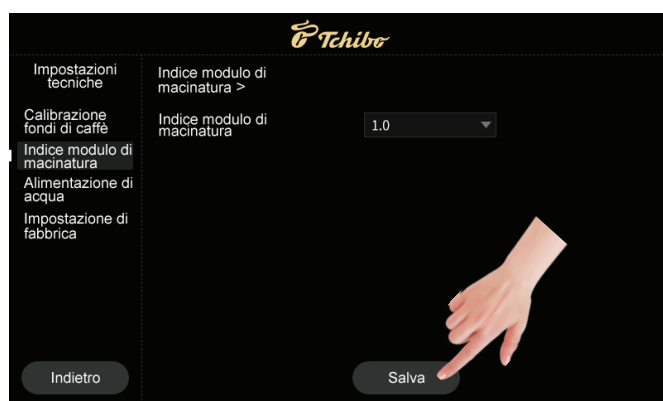 Tchibo
Impostazioni
tecniche
Calibrazione
fondi di caffè
Indice modulo di
macinatura
Alimentazione di
acqua
Impostazione di
fabbrica
Indietro
Indice modulo di
macinatura >
Indice modulo di
macinatura
1.0
Salva